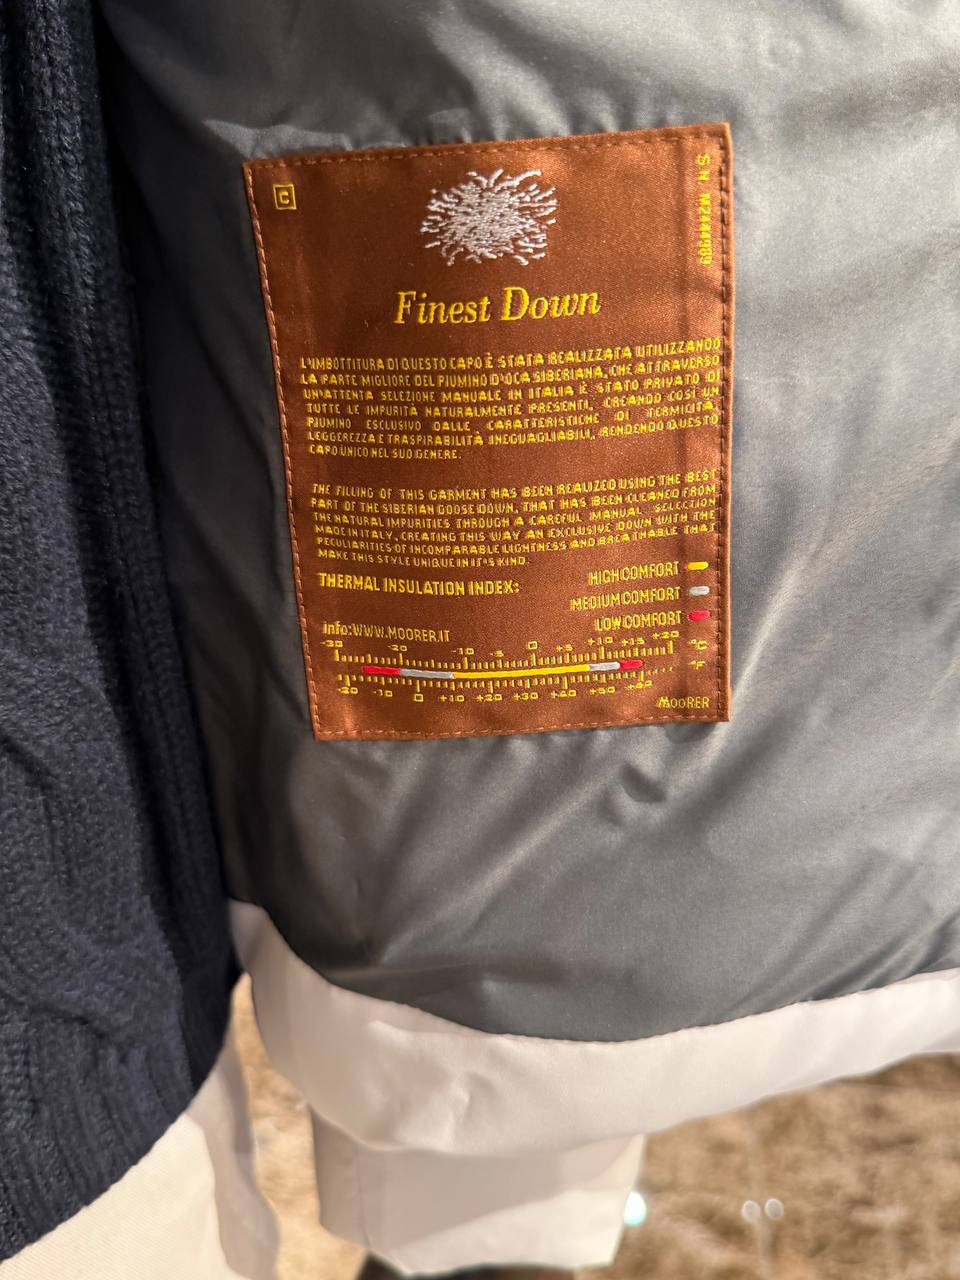 C
S.N. M2444989
Finest Down
L'IMBOTTITURA DI QUESTO CAPO È STATA REALIZZATA UTILIZZANDO
LA PARTE MIGLIORE DEL PIUMINO D'OCA SIBERIANA, CHE ATTRAVERSO
UN'ATTENTA SELEZIONE MANUALE IN ITALIA È STATO PRIVATO DI
TUTTE LE IMPURITÀ NATURALMENTE PRESENTI, CREANDO COSÌ UN
PIUMINO ESCLUSIVO DALLE CARATTERISTICHE DI TERMICITÀ,
LEGGEREZZA E TRASPIRABILITÀ INEGUAGLIABILI, RENDENDO QUESTO
CAPO UNICO NEL SUO GENERE.
THE FILLING OF THIS GARMENT HAS BEEN REALIZED USING THE BEST
PART OF THE SIBERIAN GOOSE DOWN, THAT HAS BEEN CLEANED FROM
THE NATURAL IMPURITIES THROUGH A CAREFUL MANUAL SELECTION
MADE IN ITALY, CREATING THIS WAY AN EXCLUSIVE DOWN WITH THE
PECULIARITIES OF INCOMPARABLE LIGHTNESS AND BREATHABLE THAT
MAKE THIS STYLE UNIQUE IN IT'S KIND.
THERMAL INSULATION INDEX:
HIGH COMFORT
MEDIUM COMFORT
LOW COMFORT
info:WWW.MOORER.IT
-30 -20 -10 -5 0 +5 +10 +15 +20 °C
-20 -10 0 +10 +20 +30 +40 +50 +60 °F
MOORER